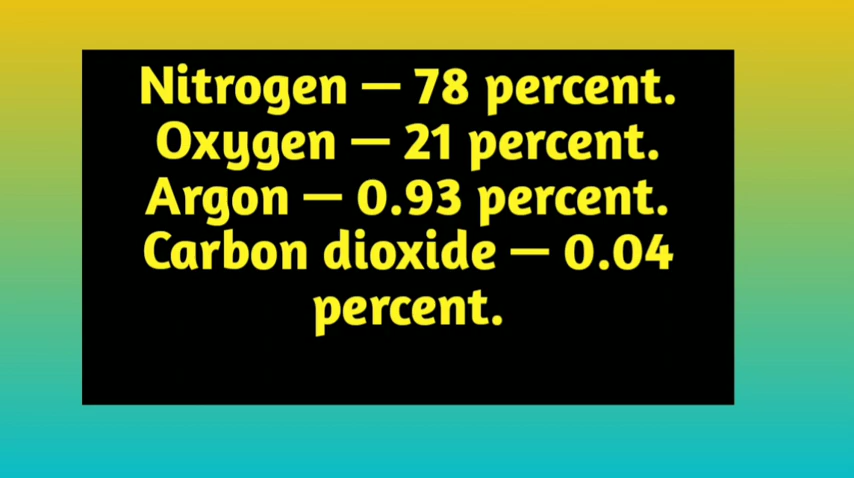 Nitrogen — 78 percent.
Oxygen — 21 percent.
Argon — 0.93 percent.
Carbon dioxide — 0.04
percent.